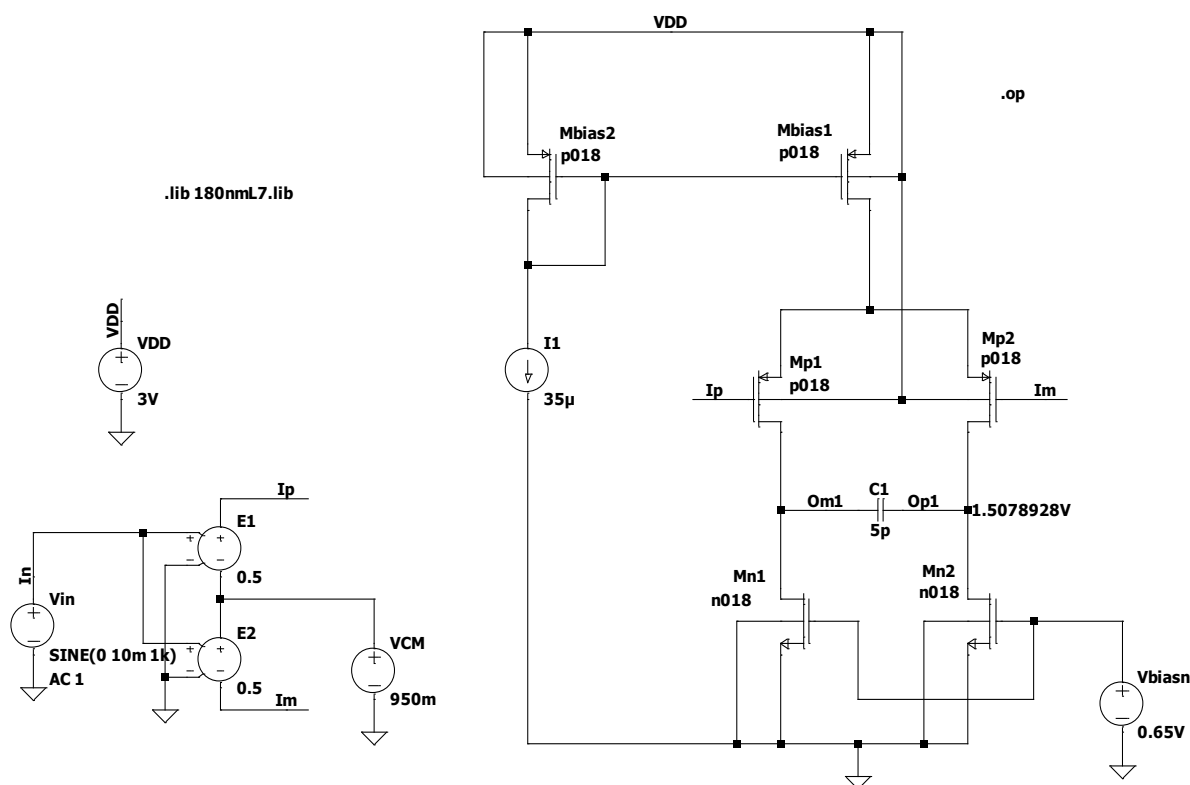 VDD
.op
Mbias2
p018
Mbias1
p018
.lib 180nmL7.lib
VDD
VDD
3V
I1
35µ
Mp1
p018
Mp2
p018
Ip
Im
Om1
C1
Op1
5p
1.5078928V
Ip
E1
0.5
In
Vin
SINE(0 10m 1k)
AC 1
E2
0.5
Im
VCM
950m
Mn1
n018
Mn2
n018
Vbiasn
0.65V